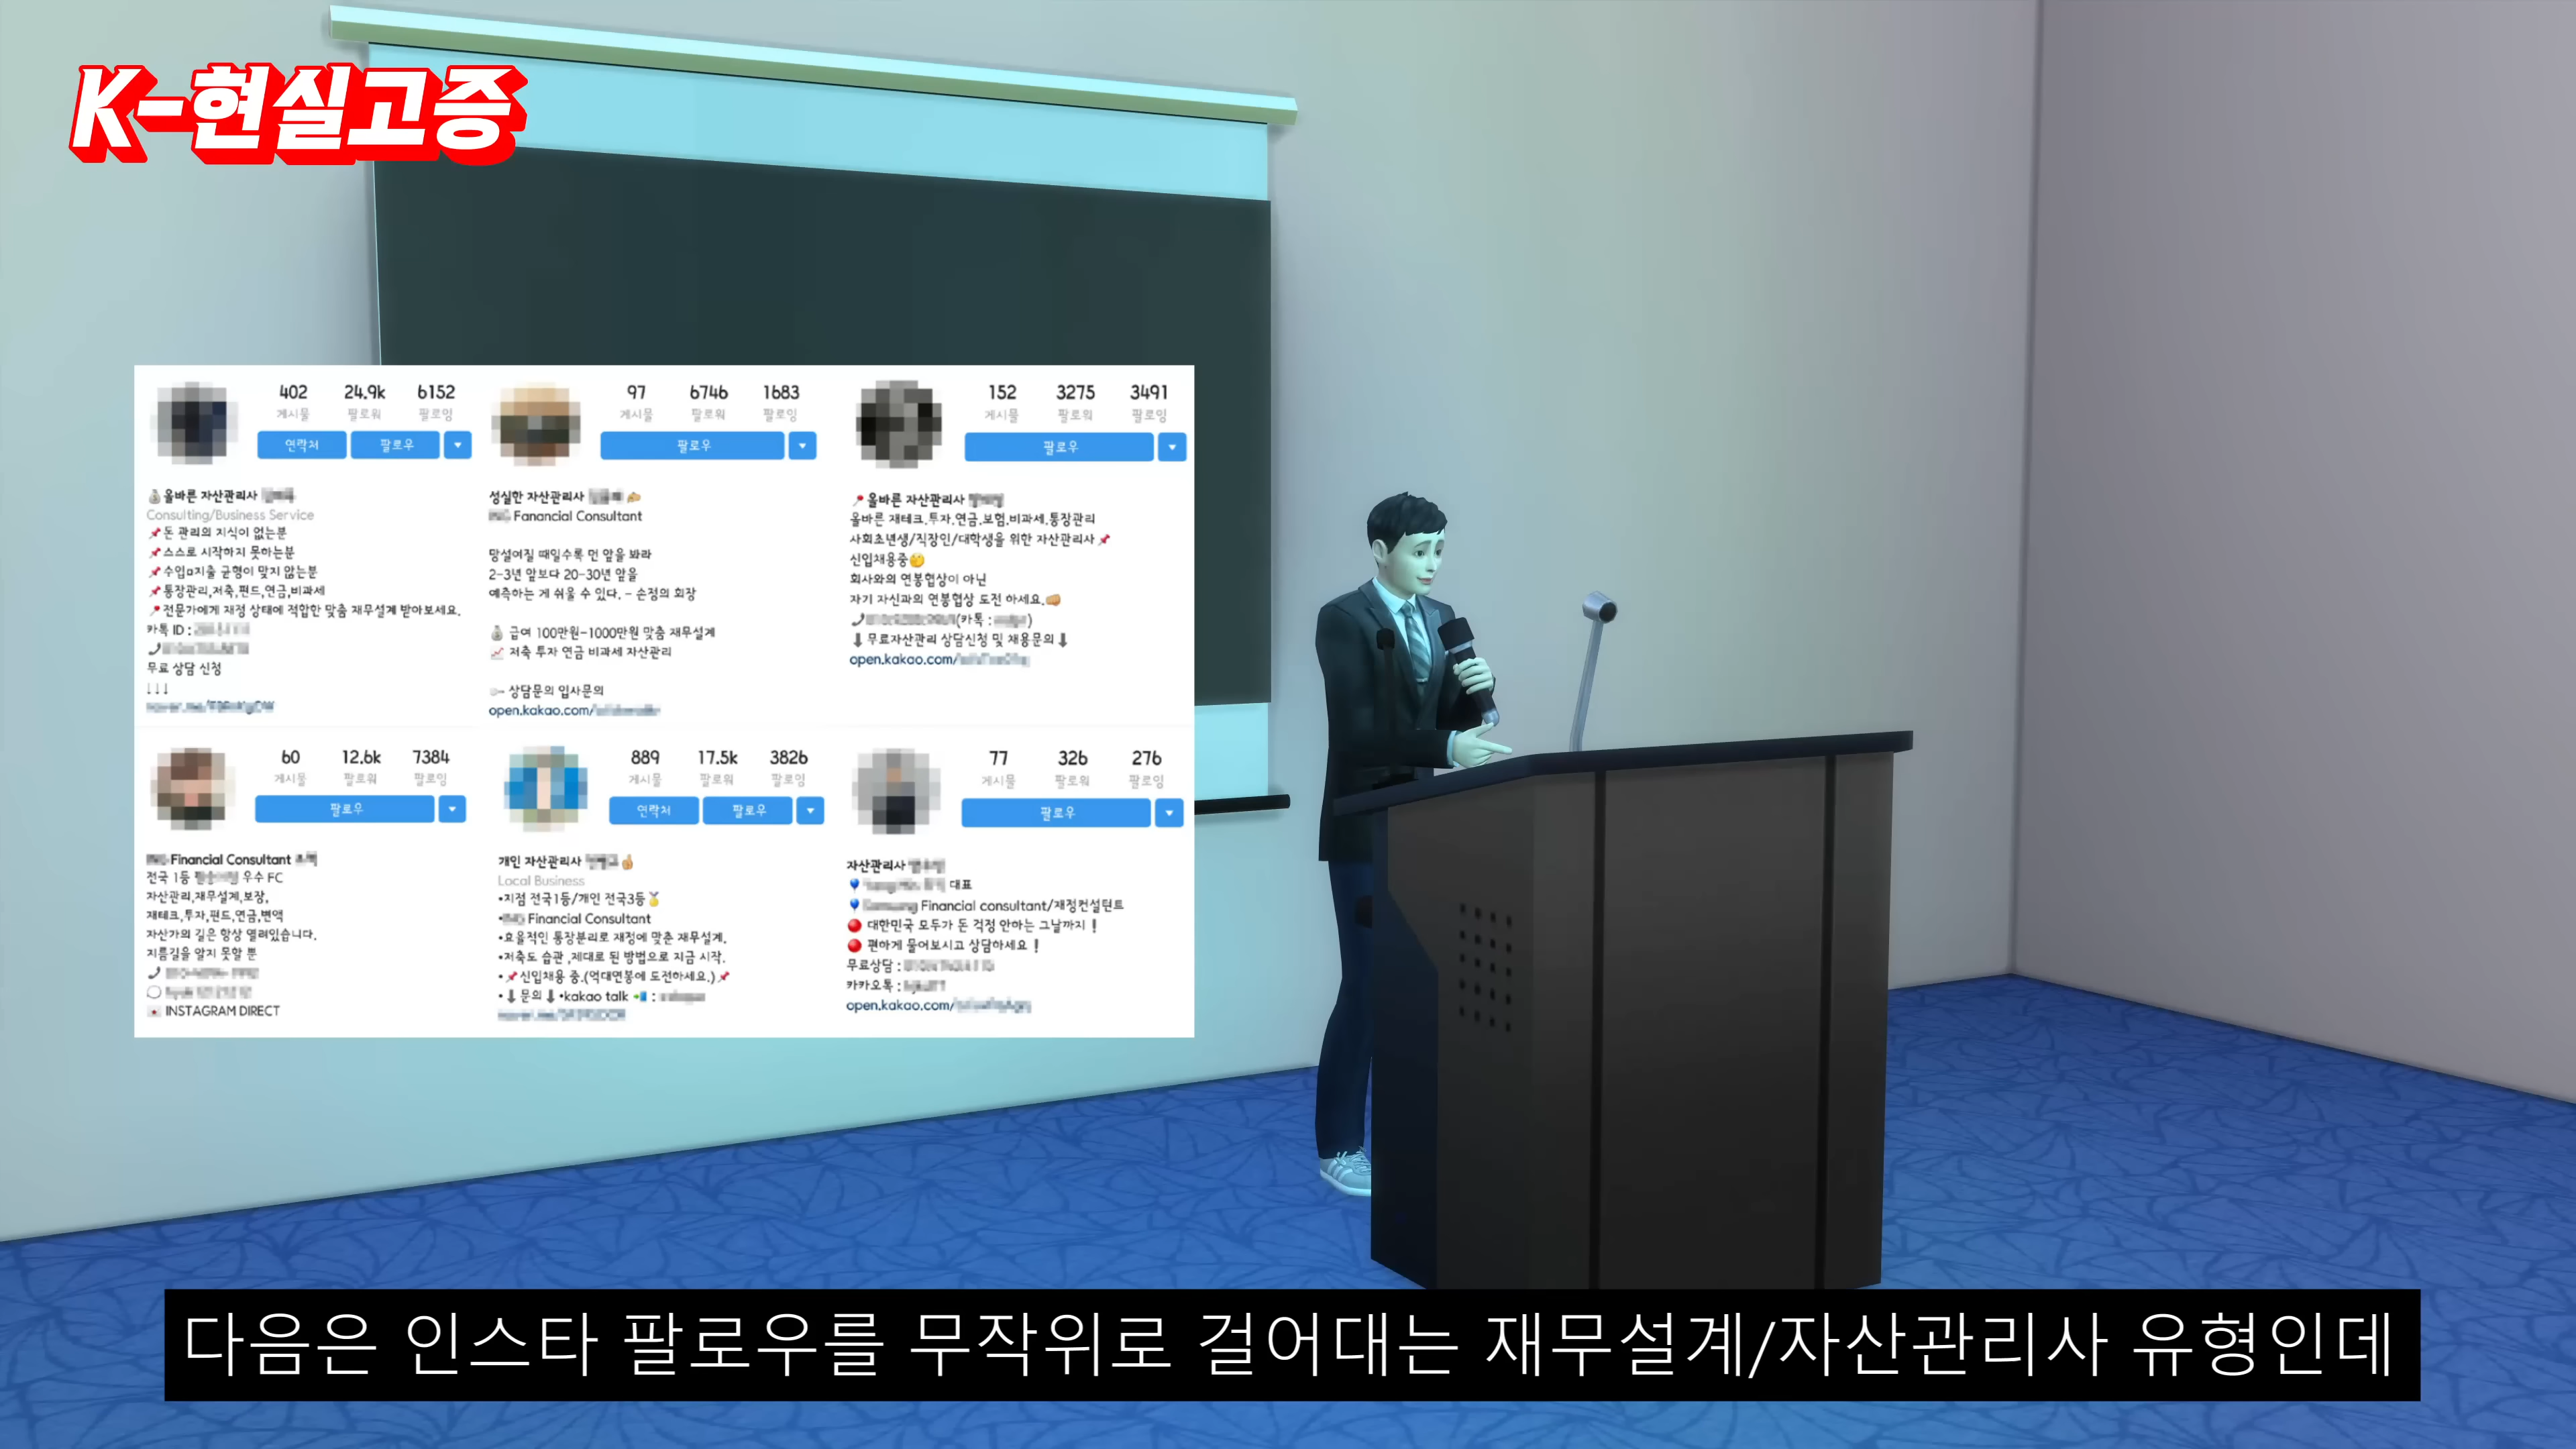 K-현실고증
402 24.9k 6152
게시물 팔로워 팔로잉
연락처 팔로우
💰올바른 자산관리사
Consulting/Business Service
📌돈 관리의 지식이 없는분
📌스스로 시작하지 못하는분
📌수입¤지출 균형이 맞지 않는분
📌통장관리,저축,펀드,연금,비과세
📍전문가에게 재정 상태에 적합한 맞춤 재무설계 받아보세요.
카톡 ID :
무료 상담 신청
↓↓↓
97 6746 1683
게시물 팔로워 팔로잉
팔로우
성실한 자산관리사
Fanancial Consultant
망설여질 때일수록 먼 앞을 봐라
2-3년 앞보다 20-30년 앞을
예측하는 게 쉬울 수 있다. - 손정의 회장
💰 급여 100만원-1000만원 맞춤 재무설계
📈 저축 투자 연금 비과세 자산관리
상담문의 입사문의
open.kakao.com/
152 3275 3491
게시물 팔로워 팔로잉
팔로우
📍올바른 자산관리사
올바른 재테크,투자,연금,보험,비과세,통장관리
사회초년생/직장인/대학생을 위한 자산관리사📌
신입채용중
회사와의 연봉협상이 아닌
자기 자신과의 연봉협상 도전 하세요.
(카톡 : )
⬇무료자산관리 상담신청 및 채용문의⬇
open.kakao.com/
60 12.6k 7384
게시물 팔로워 팔로잉
팔로우
Financial Consultant
전국 1등 우수 FC
자산관리,재무설계,보장,
재테크,투자,펀드,연금,변액
자산가의 길은 항상 열려있습니다.
지름길을 알지 못할 뿐
INSTAGRAM DIRECT
889 17.5k 3826
게시물 팔로워 팔로잉
연락처 팔로우
개인 자산관리사
Local Business
•지점 전국1등/개인 전국3등🏅
• Financial Consultant
•효율적인 통장분리로 재정에 맞춘 재무설계.
•저축도 습관 ,제대로 된 방법으로 지금 시작.
•📌신입채용 중.(억대연봉에 도전하세요.)📌
•⬇문의⬇•kakao talk📲 :
77 326 276
게시물 팔로워 팔로잉
팔로우
자산관리사
대표
Financial consultant/재정컨설턴트
🔴 대한민국 모두가 돈 걱정 안하는 그날까지❗
🔴 편하게 물어보시고 상담하세요❗
무료상담 :
카카오톡 :
open.kakao.com/
다음은 인스타 팔로우를 무작위로 걸어대는 재무설계/자산관리사 유형인데